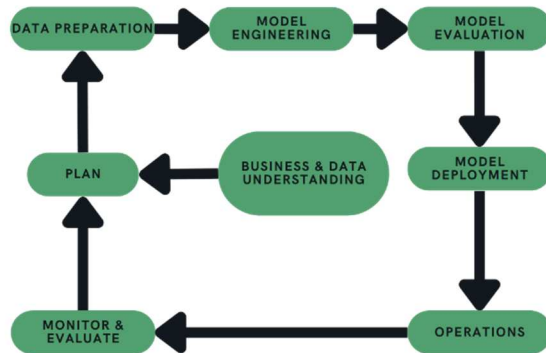 DATA PREPARATION
MODEL
ENGINEERING
MODEL
EVALUATION
PLAN
BUSINESS & DATA
UNDERSTANDING
MODEL
DEPLOYMENT
MONITOR &
EVALUATE
OPERATIONS